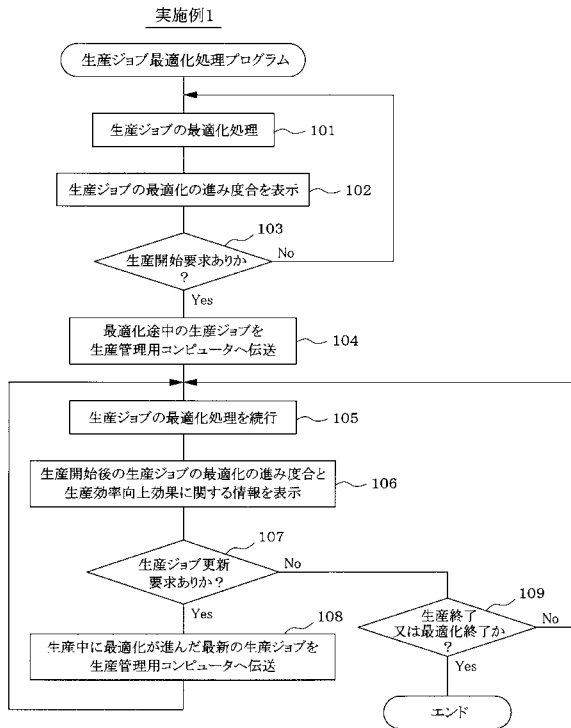 実施例1
生産ジョブ最適化処理プログラム
生産ジョブの最適化処理
101
生産ジョブの最適化の進み度合を表示
102
103
生産開始要求ありか
?
No
Yes
最適化途中の生産ジョブを
生産管理用コンピュータへ伝送
104
生産ジョブの最適化処理を続行
105
生産開始後の生産ジョブの最適化の進み度合と
生産効率向上効果に関する情報を表示
106
107
生産ジョブ更新
要求ありか?
No
Yes
108
生産中に最適化が進んだ最新の生産ジョブを
生産管理用コンピュータへ伝送
109
生産終了
又は最適化終了か
?
No
Yes
エンド